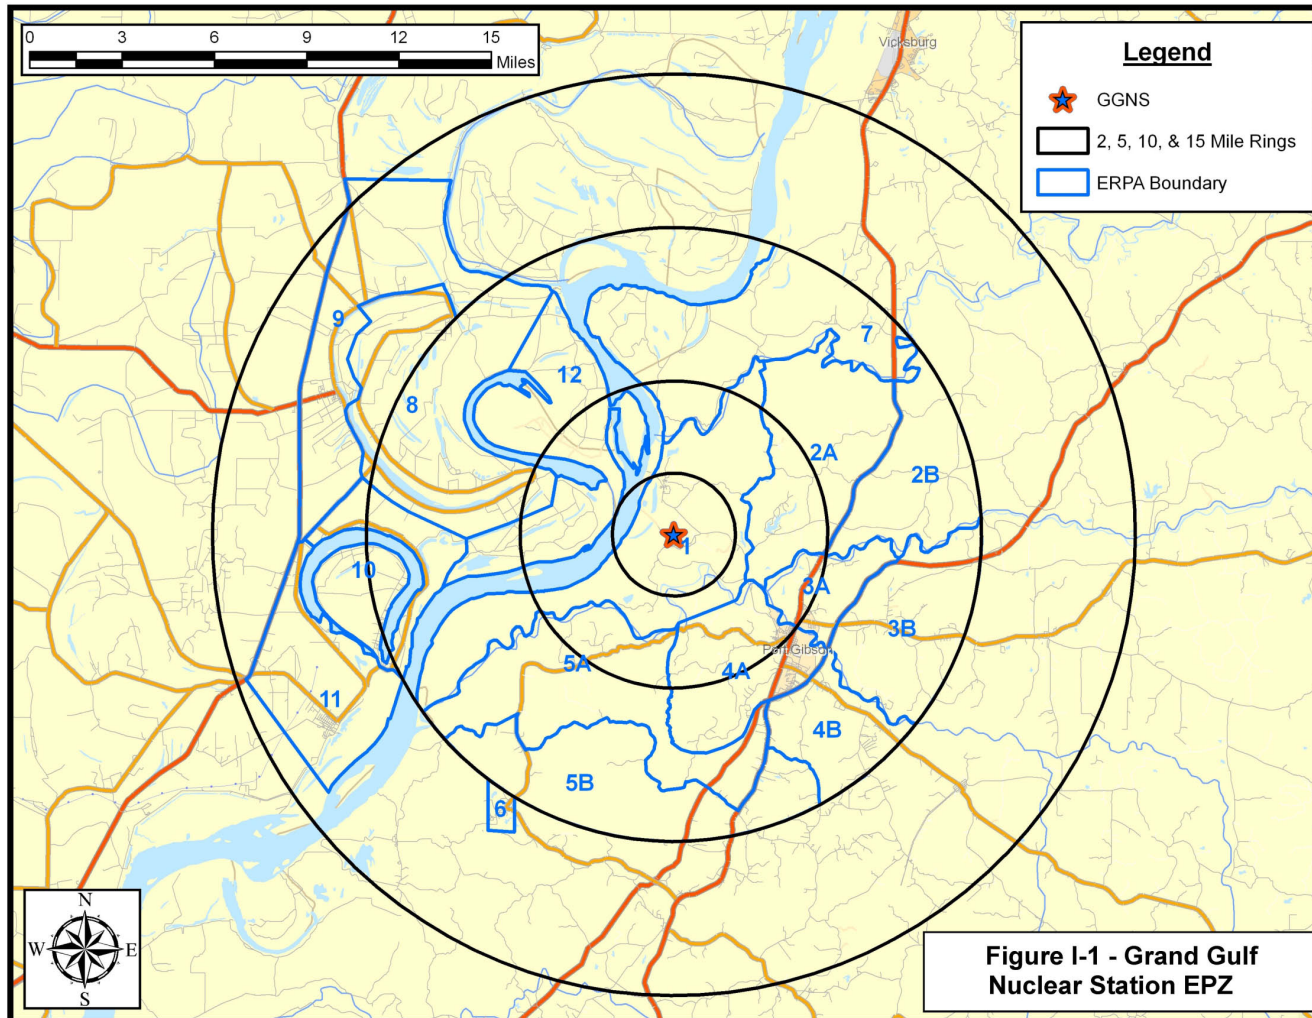 0 3 6 9 12 15
Miles
Vicksburg
Legend
GGNS
2, 5, 10, & 15 Mile Rings
ERPA Boundary
9
7
12
8
2A
2B
1
10
3A
3B
Port Gibson
5A
4A
11
4B
5B
6
N
W E
S
Figure I-1 - Grand Gulf
Nuclear Station EPZ